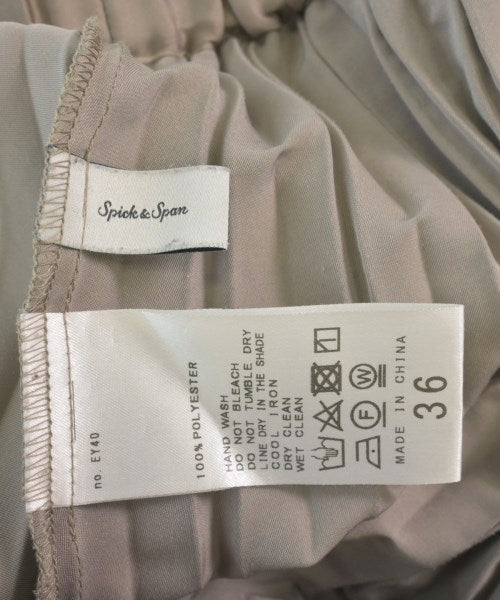 Spick & Span
no. EY40
100% POLYESTER
HAND WASH
DO NOT BLEACH
DO NOT TUMBLE DRY
LINE DRY IN THE SHADE
COOL IRON
DRY CLEAN
WET CLEAN
F
W
MADE IN CHINA
36